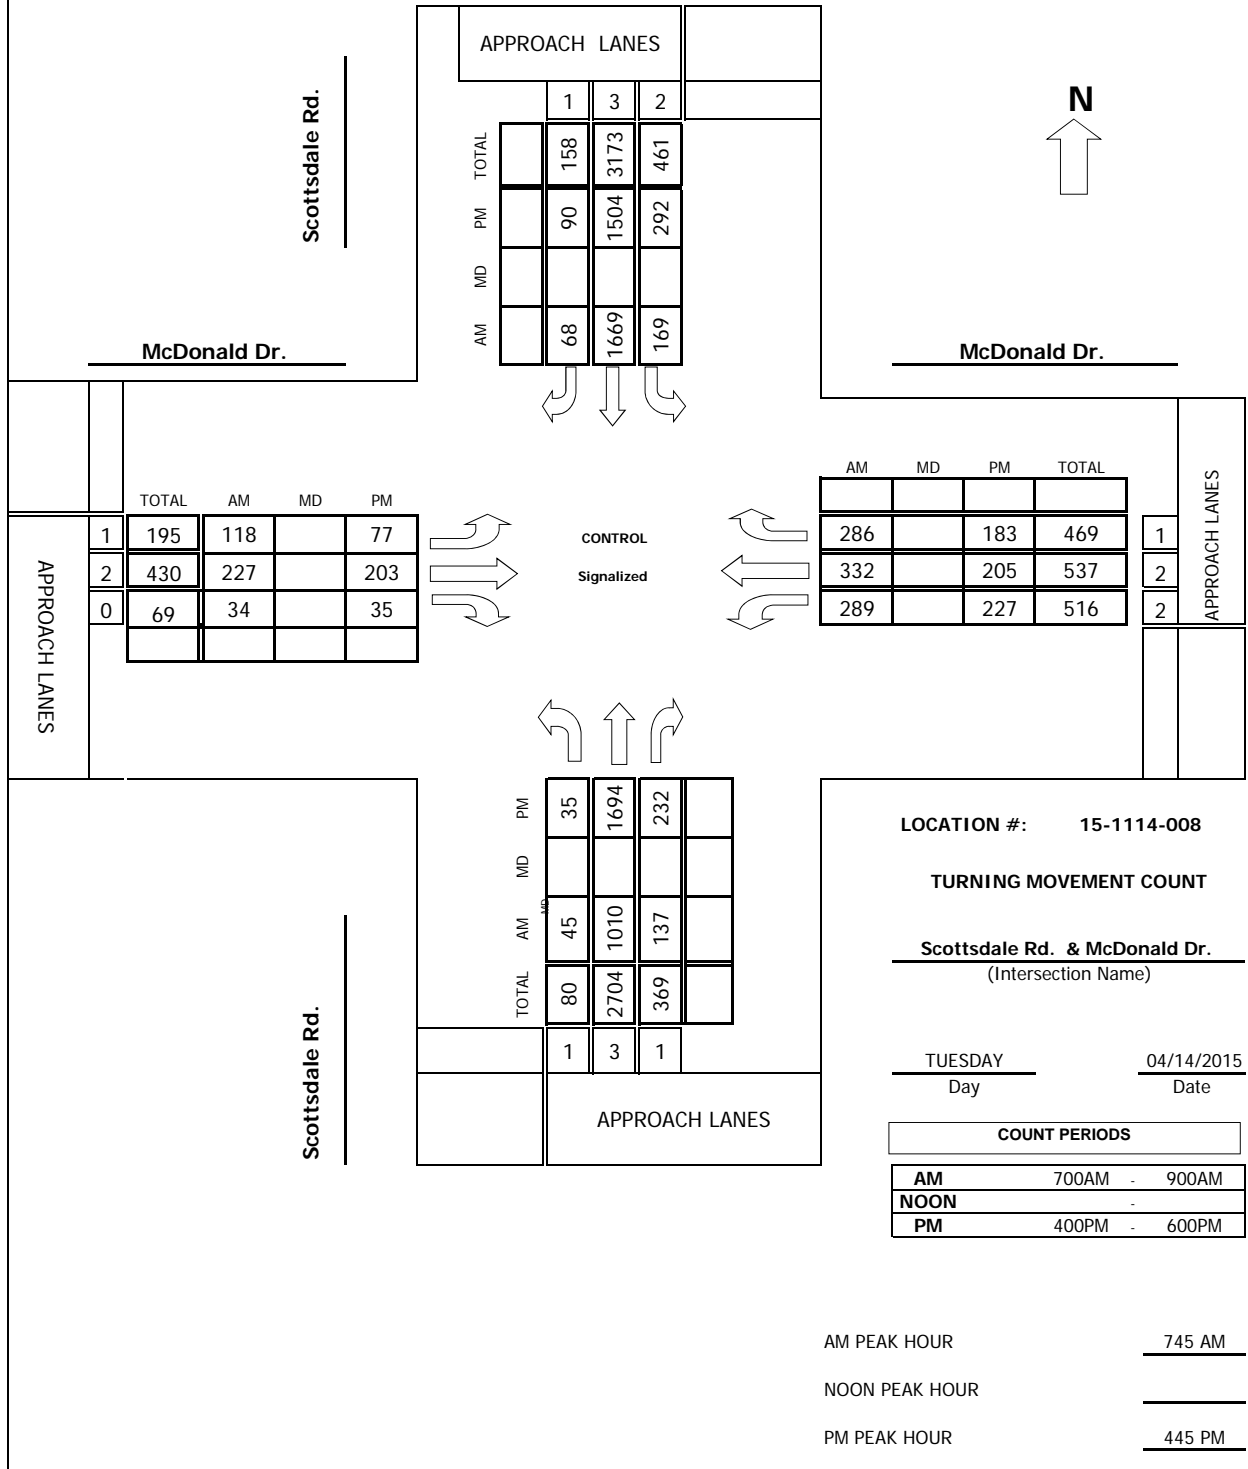 APPROACH LANES
1 3 2
N
Scottsdale Rd.
TOTAL 158 3173 461
PM 90 1504 292
MD
AM 68 1669 169
McDonald Dr.
McDonald Dr.
TOTAL AM MD PM
1 195 118 77
2 430 227 203
0 69 34 35
APPROACH LANES
CONTROL
Signalized
AM MD PM TOTAL
286 183 469 1
332 205 537 2
289 227 516 2
APPROACH LANES
PM 35 1694 232
MD
MD
AM 45 1010 137
TOTAL 80 2704 369
1 3 1
APPROACH LANES
Scottsdale Rd.
LOCATION #: 15-1114-008
TURNING MOVEMENT COUNT
Scottsdale Rd. & McDonald Dr.
(Intersection Name)
TUESDAY 04/14/2015
Day Date
COUNT PERIODS
AM 700AM - 900AM
NOON -
PM 400PM - 600PM
AM PEAK HOUR 745 AM
NOON PEAK HOUR
PM PEAK HOUR 445 PM